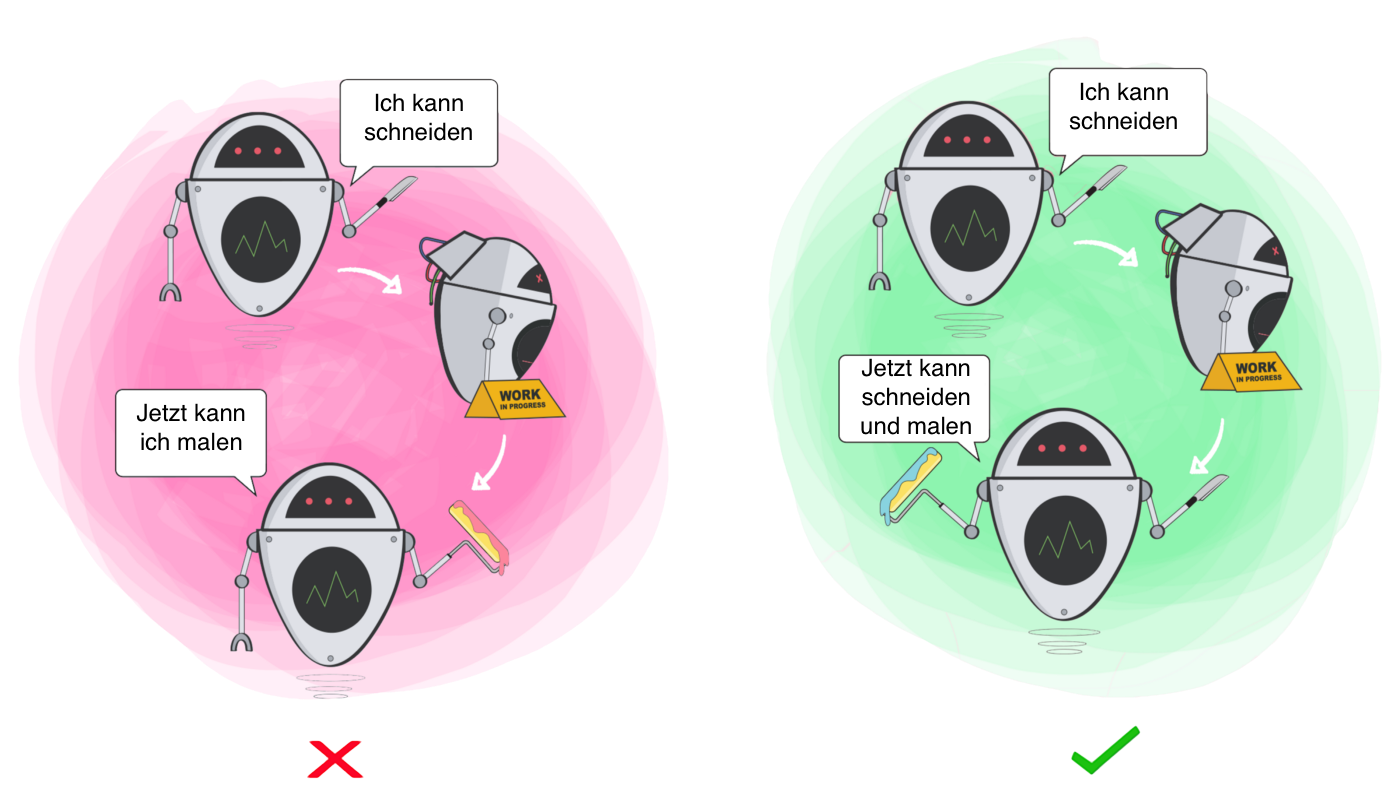 Ich kann
schneiden
WORK
IN PROGRESS
Jetzt kann
ich malen
Ich kann
schneiden
WORK
IN PROGRESS
Jetzt kann
schneiden
und malen